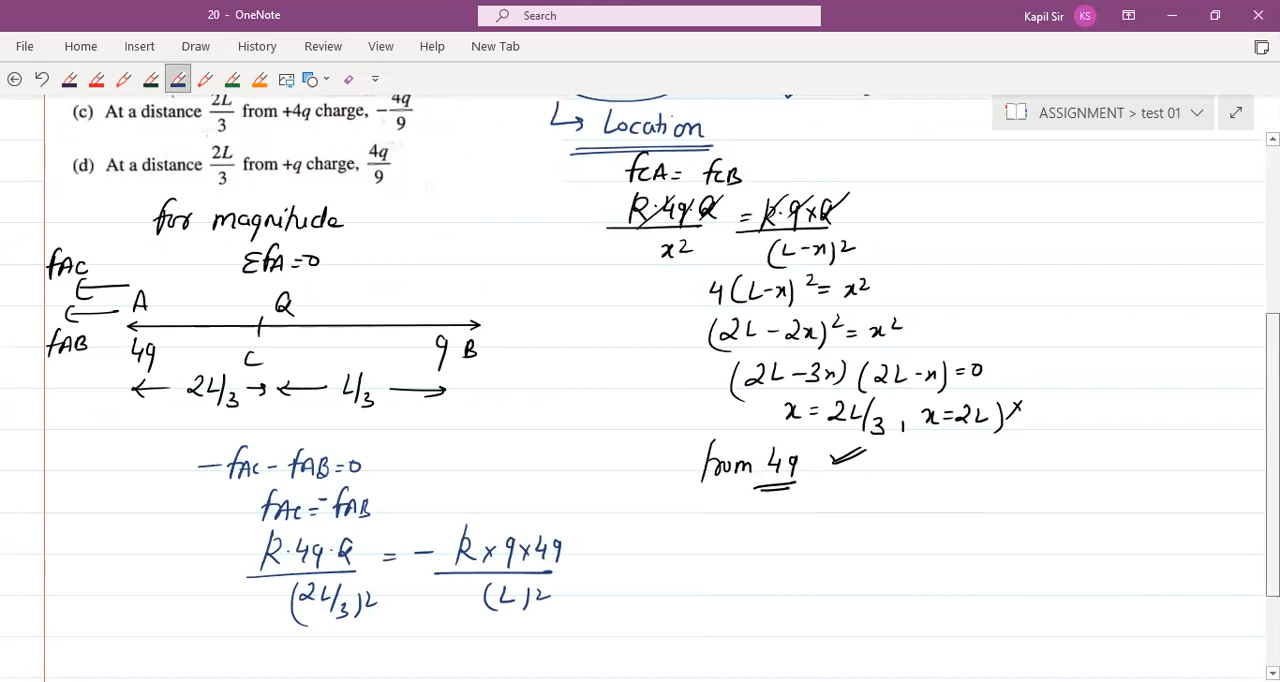 20 - OneNote
Search
Kapil Sir KS
File Home Insert Draw History Review View Help New Tab
ASSIGNMENT > test 01
(c) At a distance 2L/3 from +4q charge, -4q/9
(d) At a distance 2L/3 from +q charge, 4q/9
for magnitude
ΣfA=0
fAC
A Q
fAB
4q C q B
2L/3 L/3
-fAC - fAB=0
fAC = -fAB
k·4q·Q/(2L/3)2 = - k×q×4q/(L)2
↳ Location
fCA = fCB
k·4q·Q/x2 = k·q×Q/(L-x)2
4(L-x)2 = x2
(2L-2x)2 = x2
(2L-3x)(2L-x)=0
x = 2L/3, x=2L) ×
from 4q ✓